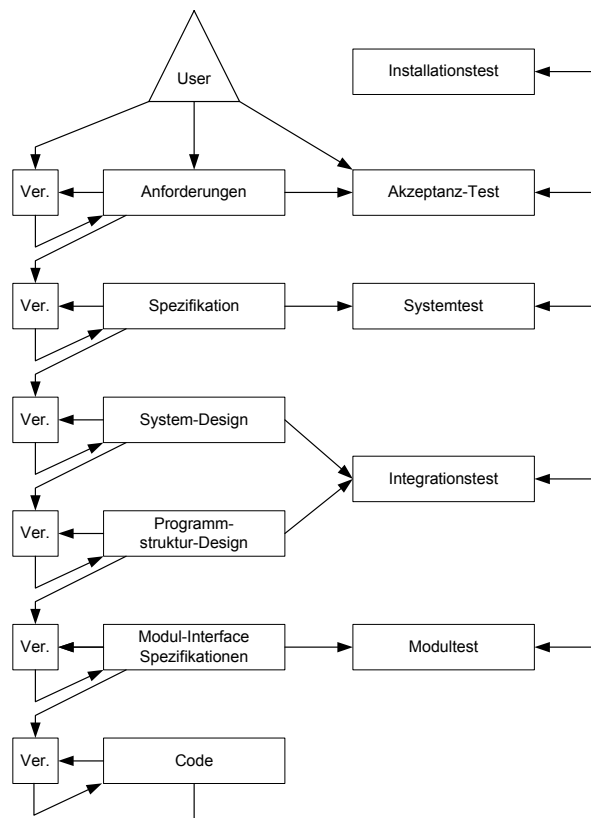 User
Installationstest
Ver.
Anforderungen
Akzeptanz-Test
Ver.
Spezifikation
Systemtest
Ver.
System-Design
Integrationstest
Ver.
Programm-
struktur-Design
Ver.
Modul-Interface
Spezifikationen
Modultest
Ver.
Code